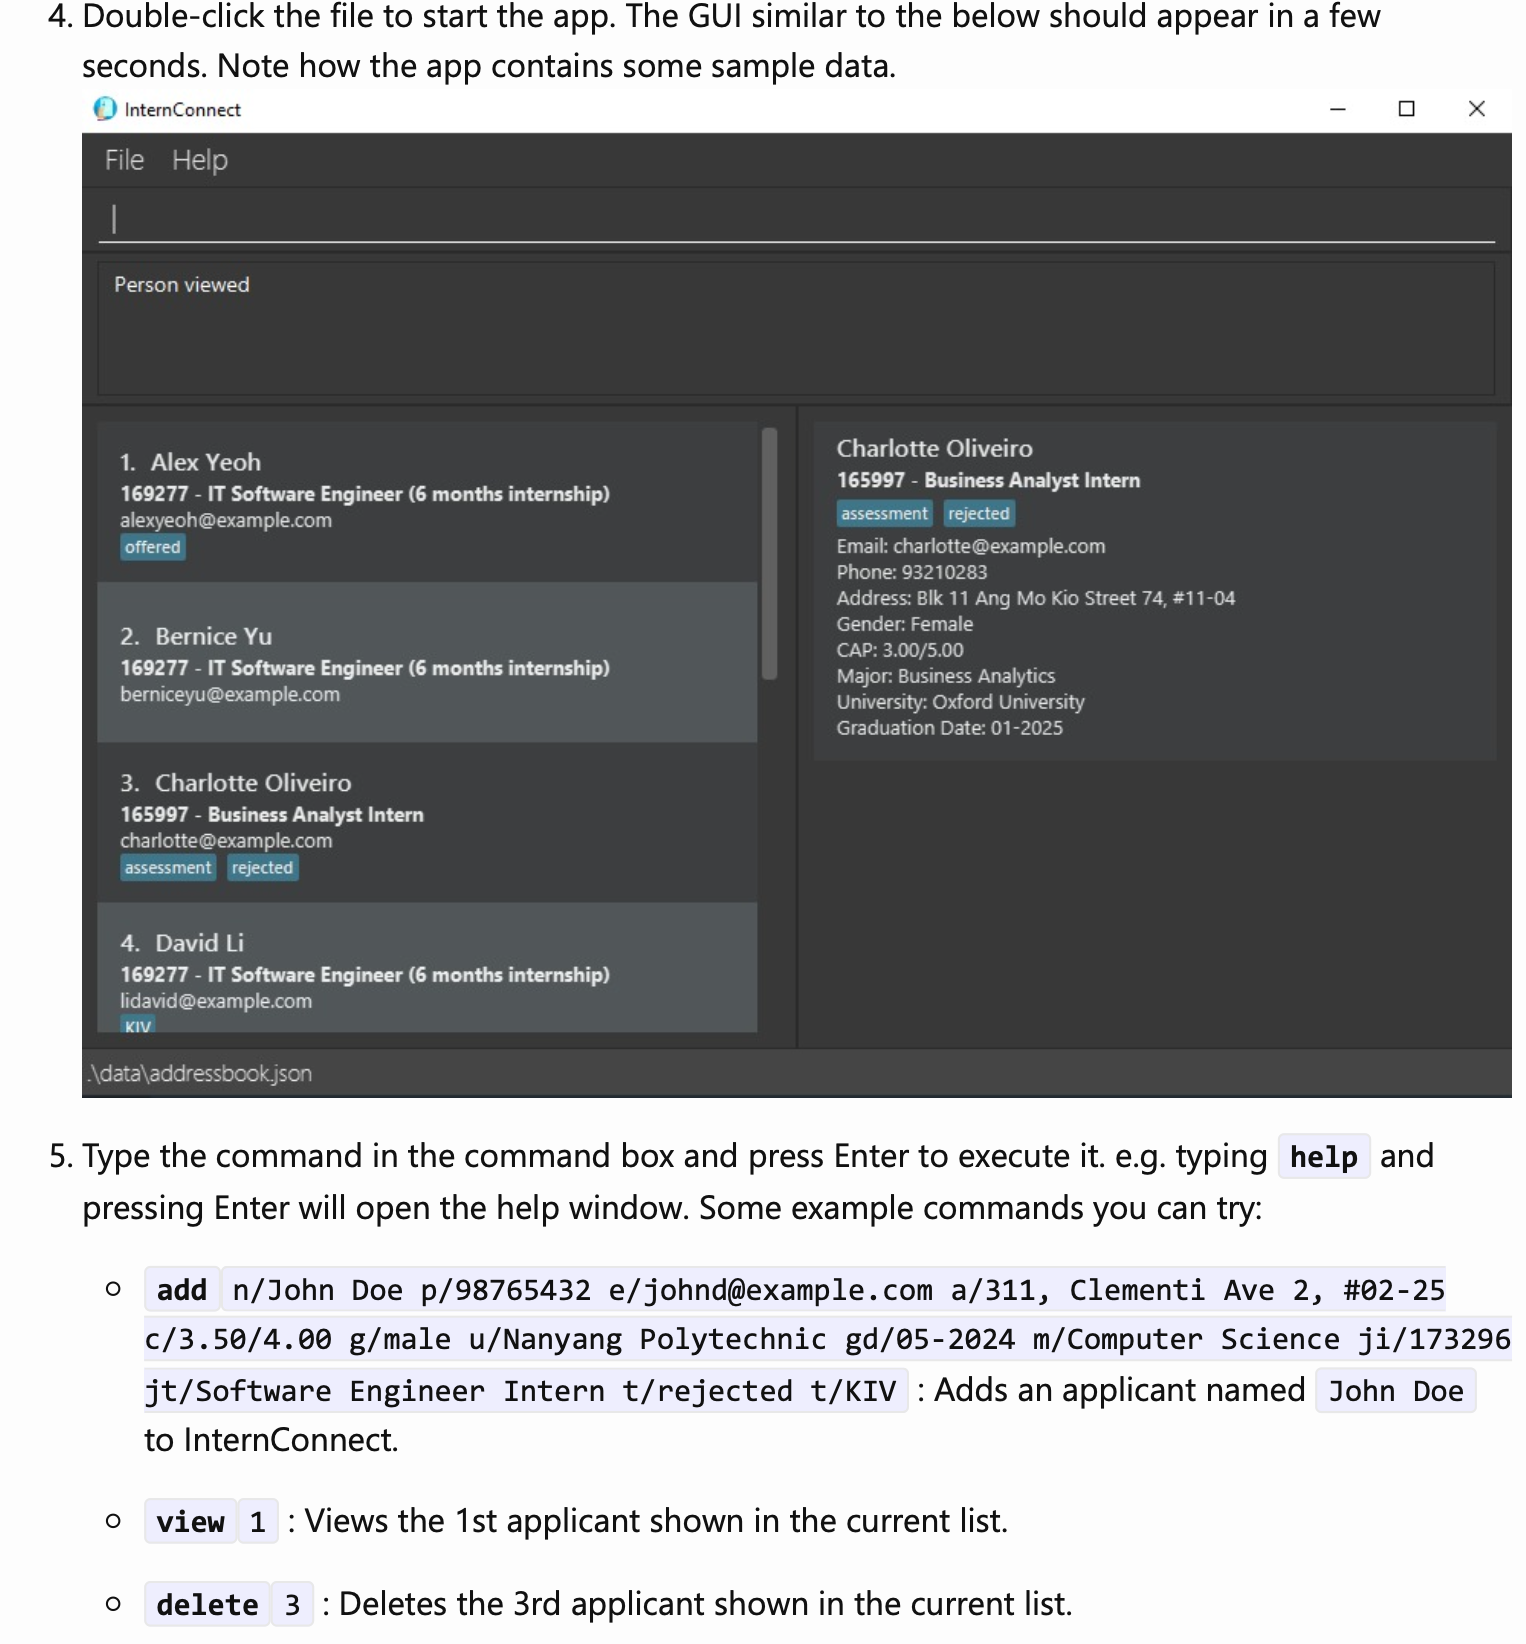 4. Double-click the file to start the app. The GUI similar to the below should appear in a few
seconds. Note how the app contains some sample data.
InternConnect
File Help
Person viewed
1. Alex Yeoh
169277 - IT Software Engineer (6 months internship)
alexyeoh@example.com
offered
2. Bernice Yu
169277 - IT Software Engineer (6 months internship)
berniceyu@example.com
3. Charlotte Oliveiro
165997 - Business Analyst Intern
charlotte@example.com
assessment rejected
4. David Li
169277 - IT Software Engineer (6 months internship)
lidavid@example.com
KIV
Charlotte Oliveiro
165997 - Business Analyst Intern
assessment rejected
Email: charlotte@example.com
Phone: 93210283
Address: Blk 11 Ang Mo Kio Street 74, #11-04
Gender: Female
CAP: 3.00/5.00
Major: Business Analytics
University: Oxford University
Graduation Date: 01-2025
.\data\addressbook.json
5. Type the command in the command box and press Enter to execute it. e.g. typing help and
pressing Enter will open the help window. Some example commands you can try:
add n/John Doe p/98765432 e/johnd@example.com a/311, Clementi Ave 2, #02-25
c/3.50/4.00 g/male u/Nanyang Polytechnic gd/05-2024 m/Computer Science ji/173296
jt/Software Engineer Intern t/rejected t/KIV : Adds an applicant named John Doe
to InternConnect.
view 1 : Views the 1st applicant shown in the current list.
delete 3 : Deletes the 3rd applicant shown in the current list.